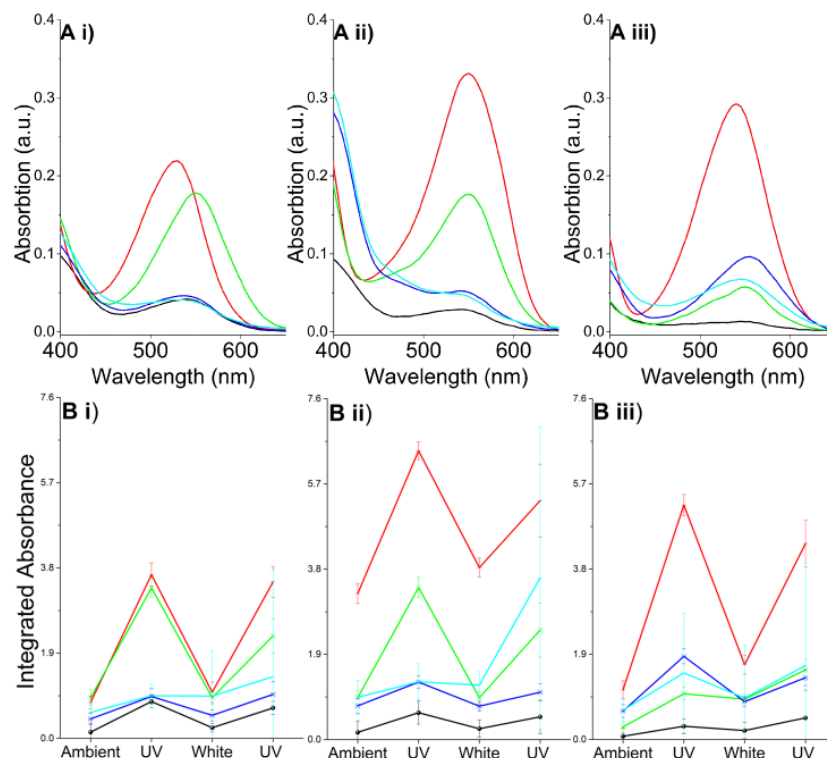 A i)
A ii)
A iii)
0.4
0.3
0.2
0.1
0.0
Absorbtion (a.u.)
400
500
600
Wavelength (nm)
0.4
0.3
0.2
0.1
0.0
Absorbtion (a.u.)
400
500
600
Wavelength (nm)
0.4
0.3
0.2
0.1
0.0
Absorbtion (a.u.)
400
500
600
Wavelength (nm)
B i)
B ii)
B iii)
7.6
5.7
3.8
1.9
0.0
Integrated Absorbance
Ambient UV White UV
7.6
5.7
3.8
1.9
0.0
Ambient UV White UV
7.6
5.7
3.8
1.9
0.0
Ambient UV White UV